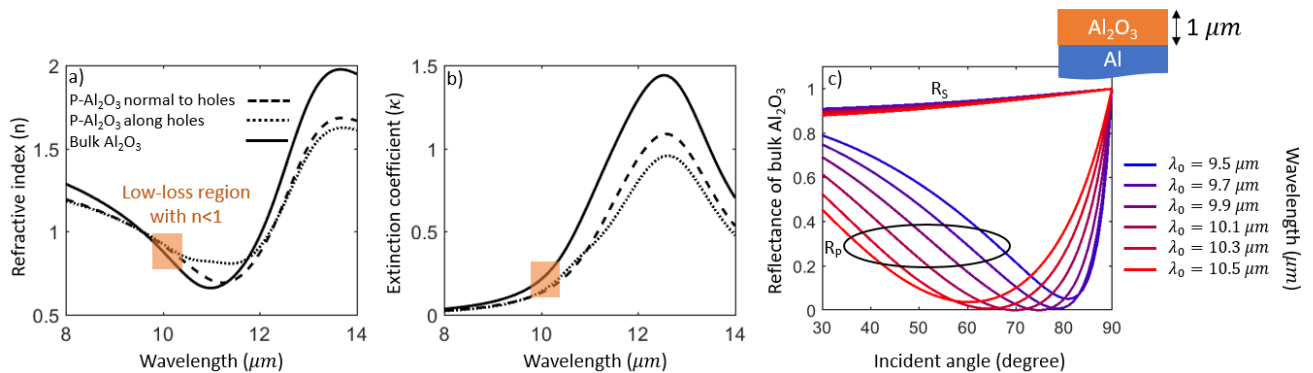 a)
P-Al₂O₃ normal to holes
P-Al₂O₃ along holes
Bulk Al₂O₃
Low-loss region
with n<1
Refractive index (n)
2
1.5
1
0.5
8
10
12
14
Wavelength (μm)
b)
Extinction coefficient (κ)
1.5
1
0.5
0
8
10
12
14
Wavelength (μm)
c)
Al₂O₃
Al
1 μm
R_S
R_P
Reflectance of bulk Al₂O₃
1
0.8
0.6
0.4
0.2
0
30
40
50
60
70
80
90
Incident angle (degree)
λ₀ = 9.5 μm
λ₀ = 9.7 μm
λ₀ = 9.9 μm
λ₀ = 10.1 μm
λ₀ = 10.3 μm
λ₀ = 10.5 μm
Wavelength (μm)